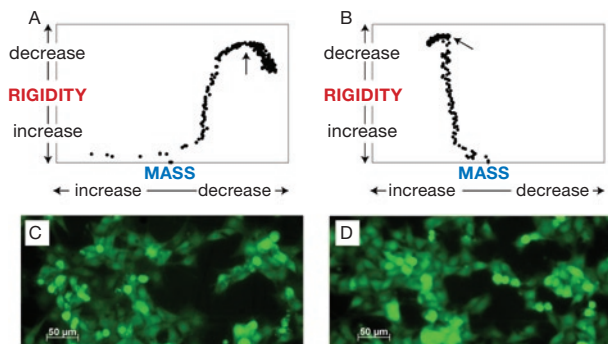 A
decrease
RIGIDITY
increase
MASS
increase decrease
B
decrease
RIGIDITY
increase
MASS
increase decrease
C
50 µm
D
50 µm